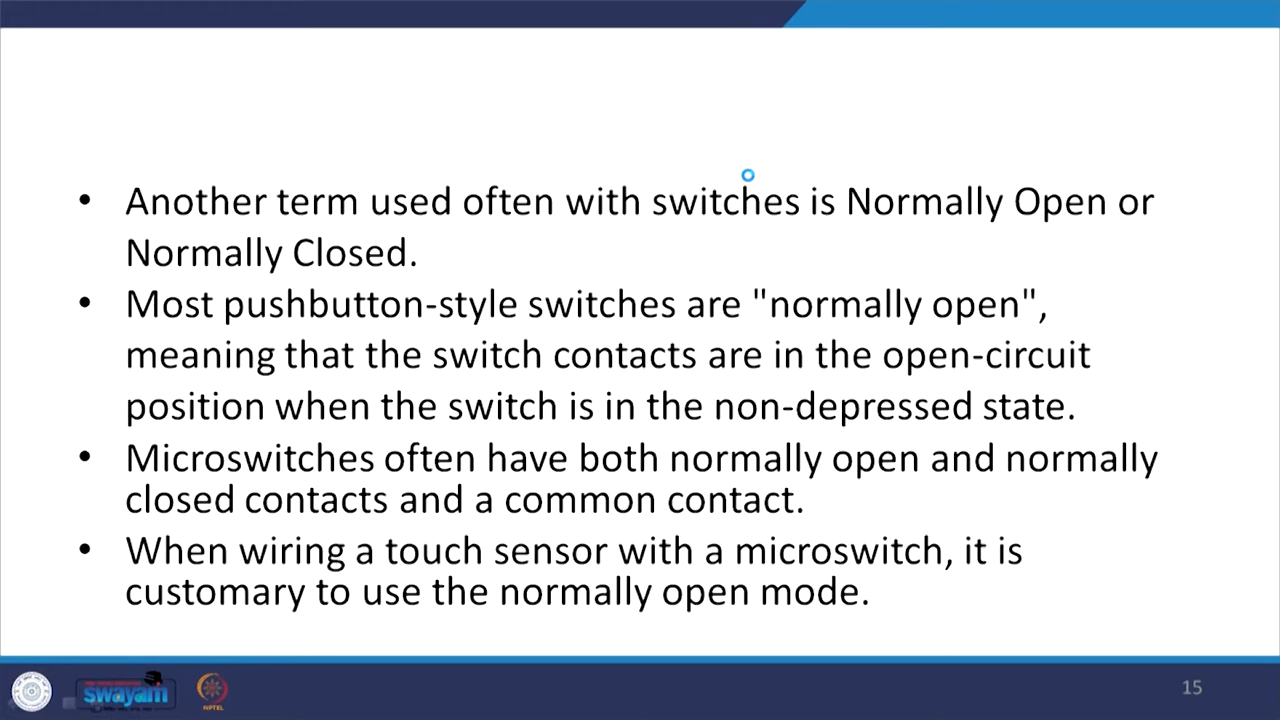 • Another term used often with switches is Normally Open or
Normally Closed.
• Most pushbutton-style switches are "normally open",
meaning that the switch contacts are in the open-circuit
position when the switch is in the non-depressed state.
• Microswitches often have both normally open and normally
closed contacts and a common contact.
• When wiring a touch sensor with a microswitch, it is
customary to use the normally open mode.
swayam
NPTEL
15